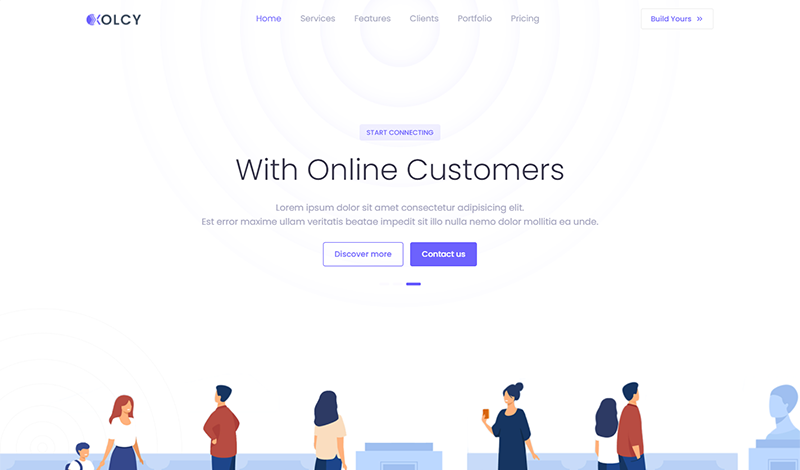 XOLCY
Home Services Features Clients Portfolio Pricing
Build Yours »
START CONNECTING
With Online Customers
Lorem ipsum dolor sit amet consectetur adipisicing elit.
Est error maxime ullam veritatis beatae impedit sit illo nulla nemo dolor mollitia ea unde.
Discover more
Contact us